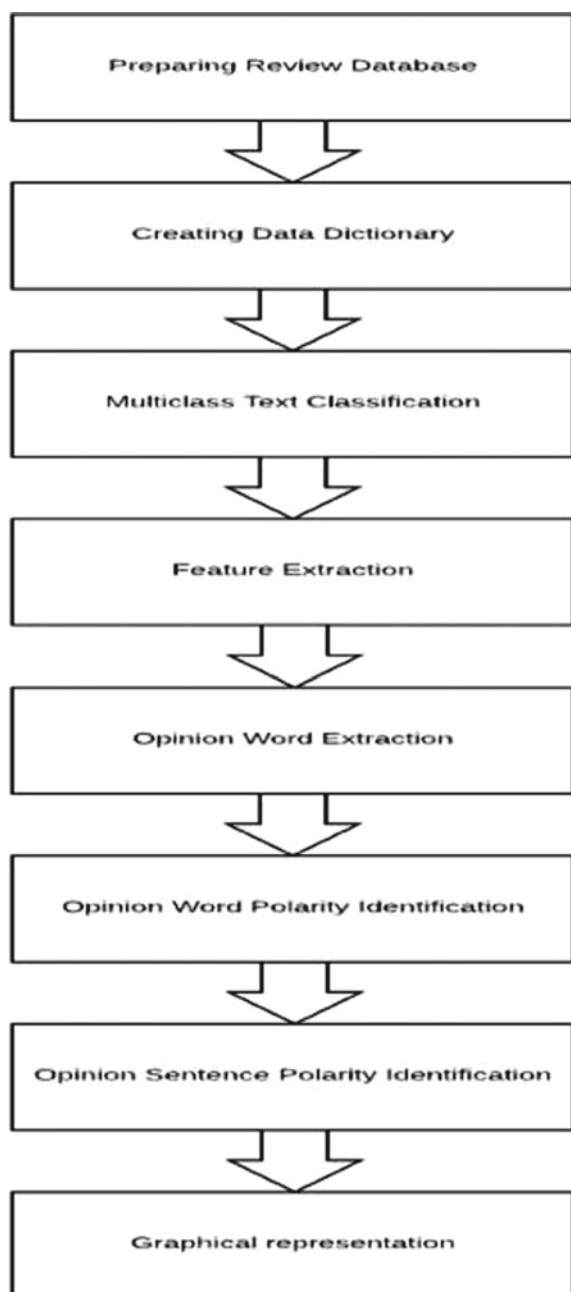 Preparing Review Database
Creating Data Dictionary
Multiclass Text Classification
Feature Extraction
Opinion Word Extraction
Opinion Word Polarity Identification
Opinion Sentence Polarity Identification
Graphical representation